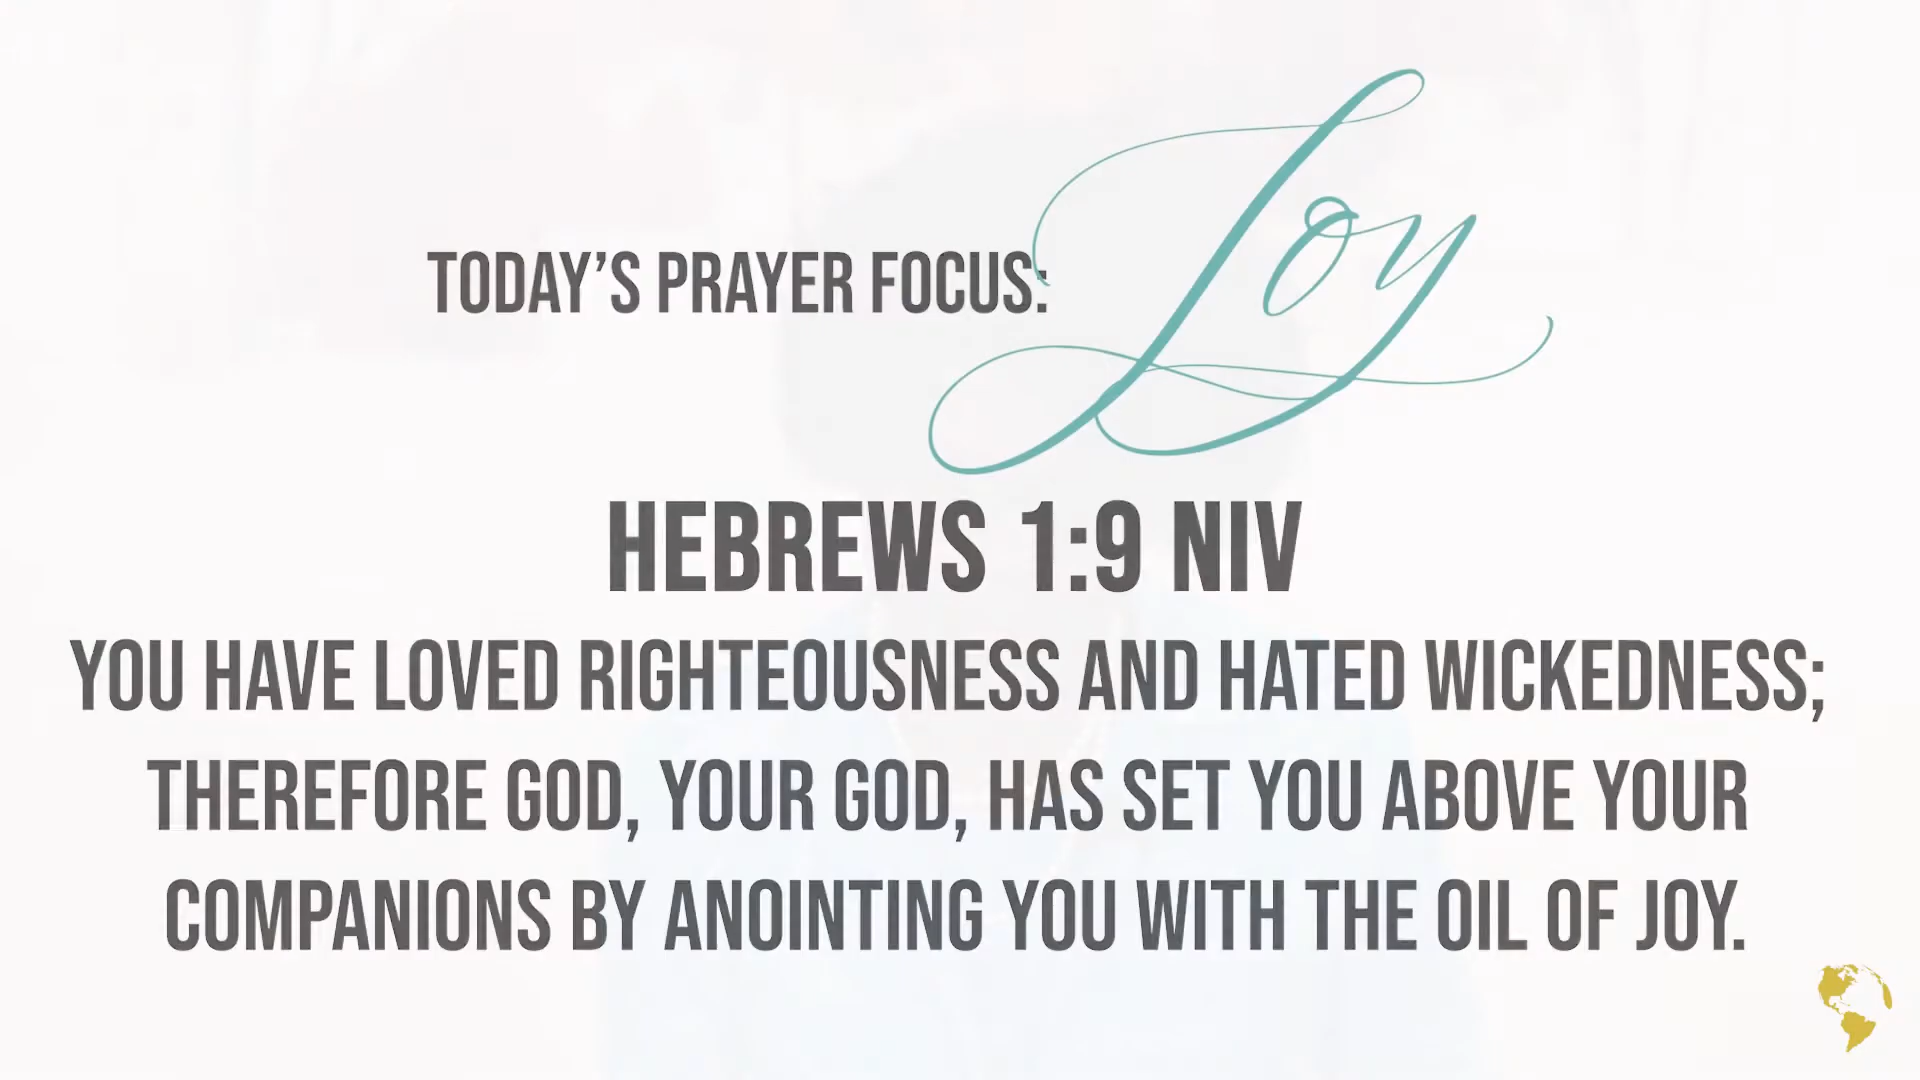 TODAY'S PRAYER FOCUS: Joy
HEBREWS 1:9 NIV
YOU HAVE LOVED RIGHTEOUSNESS AND HATED WICKEDNESS;
THEREFORE GOD, YOUR GOD, HAS SET YOU ABOVE YOUR
COMPANIONS BY ANOINTING YOU WITH THE OIL OF JOY.